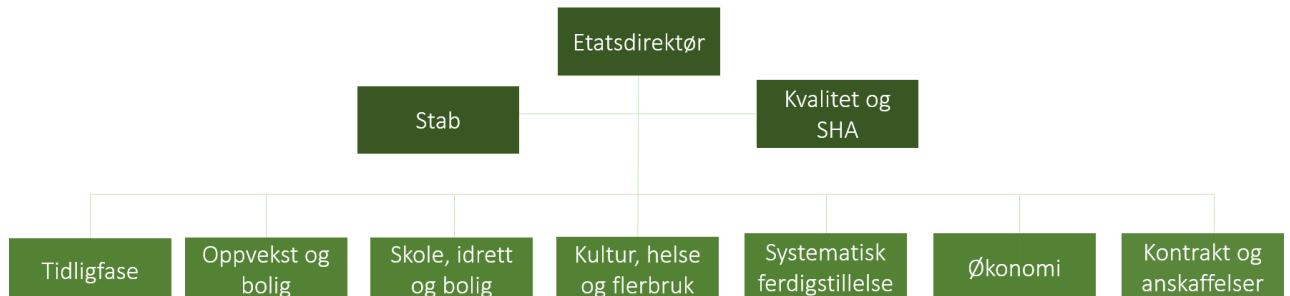 Etatsdirektør
Stab
Kvalitet og
SHA
Tidligfase
Oppvekst og
bolig
Skole, idrett
og bolig
Kultur, helse
og flerbruk
Systematisk
ferdigstillelse
Økonomi
Kontrakt og
anskaffelser